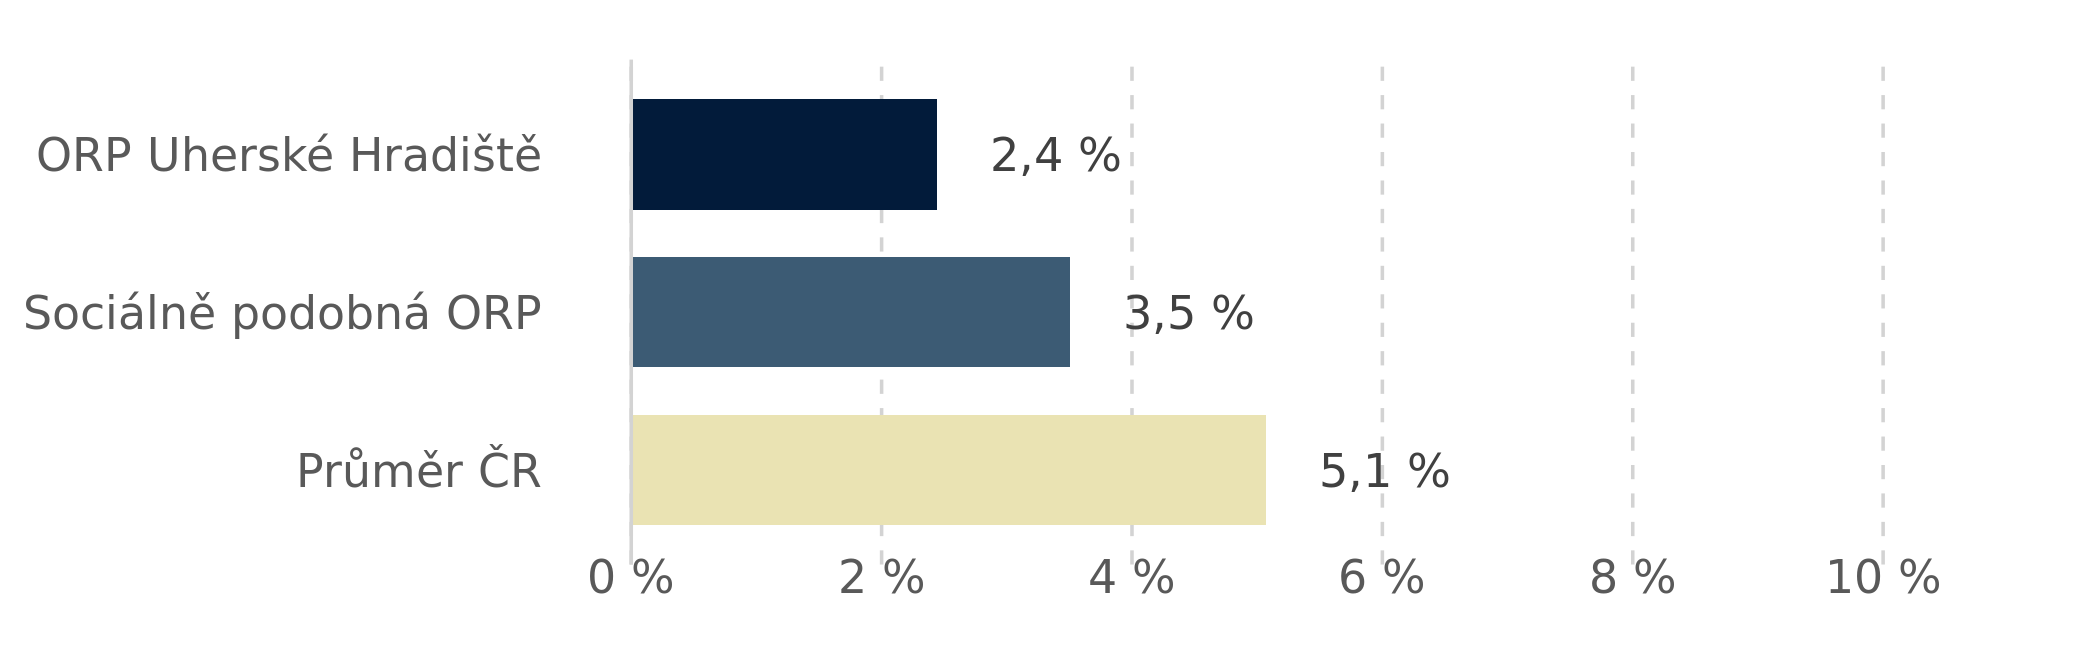 ORP Uherské Hradiště
2,4 %
Sociálně podobná ORP
3,5 %
Průměr ČR
5,1 %
0 % 2 % 4 % 6 % 8 % 10 %